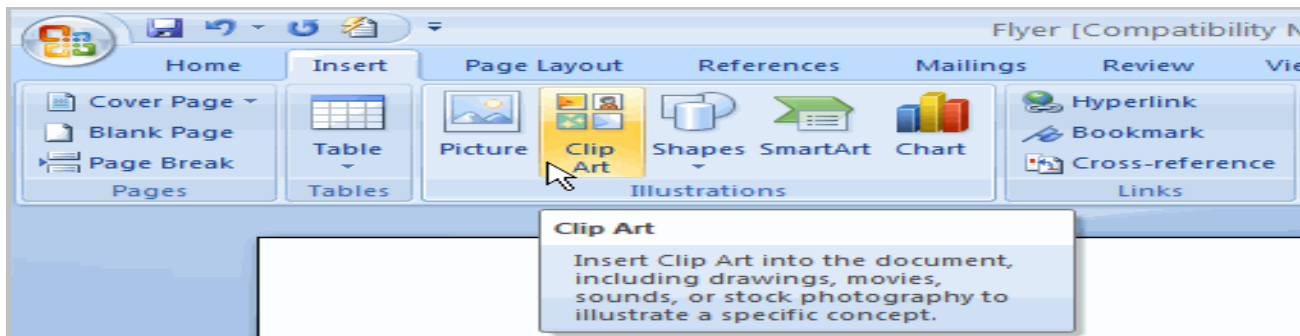 Flyer [Compatibility
Home Insert Page Layout References Mailings Review
Cover Page
Blank Page
Page Break
Table
Picture
Clip Art
Shapes
SmartArt
Chart
Hyperlink
Bookmark
Cross-reference
Pages Tables Illustrations Links
Clip Art
Insert Clip Art into the document,
including drawings, movies,
sounds, or stock photography to
illustrate a specific concept.